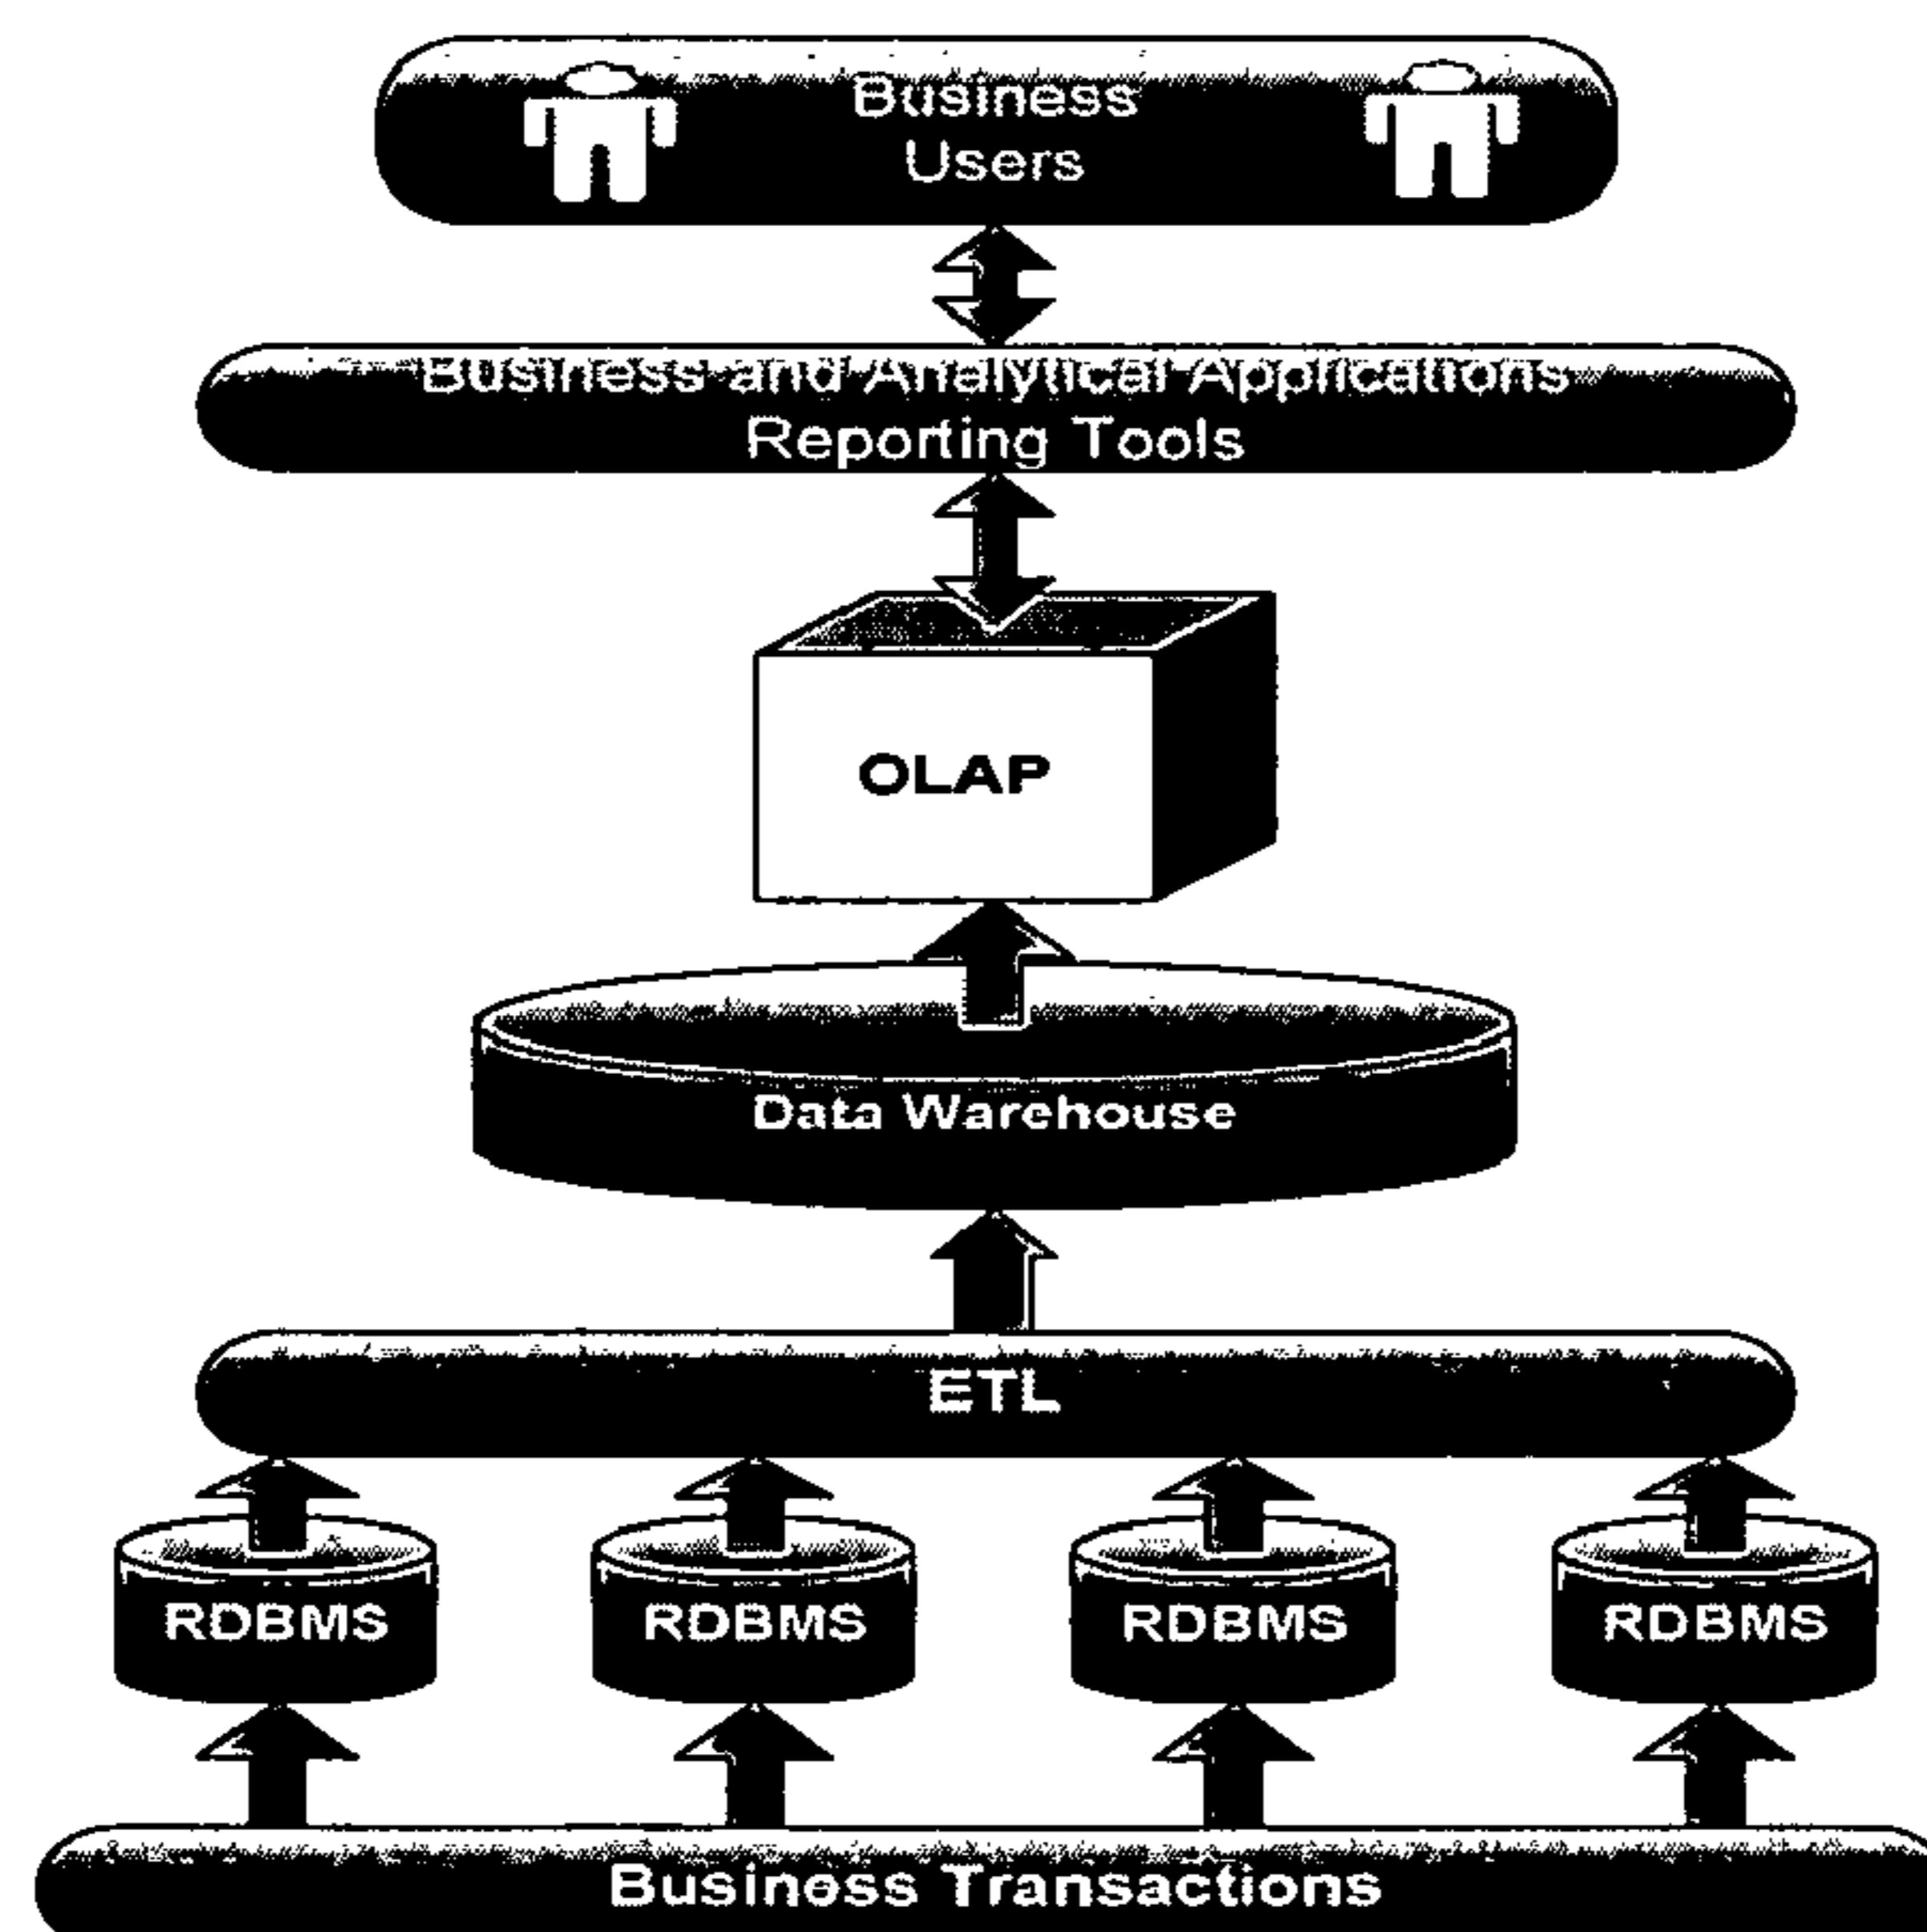 Business
Users
Business and Analytical Applications
Reporting Tools
OLAP
Data Warehouse
ETL
RDBMS RDBMS RDBMS RDBMS
Business Transactions